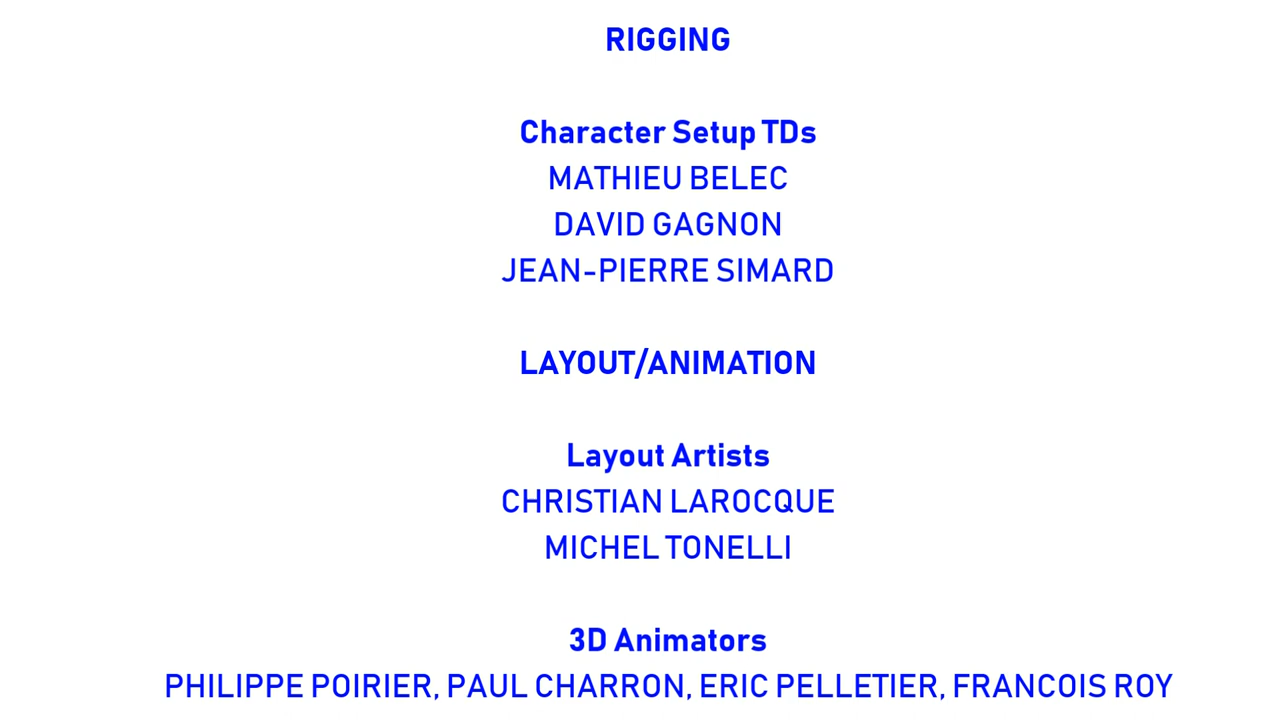 RIGGING
Character Setup TDs
MATHIEU BELEC
DAVID GAGNON
JEAN-PIERRE SIMARD
LAYOUT/ANIMATION
Layout Artists
CHRISTIAN LAROCQUE
MICHEL TONELLI
3D Animators
PHILIPPE POIRIER, PAUL CHARRON, ERIC PELLETIER, FRANCOIS ROY